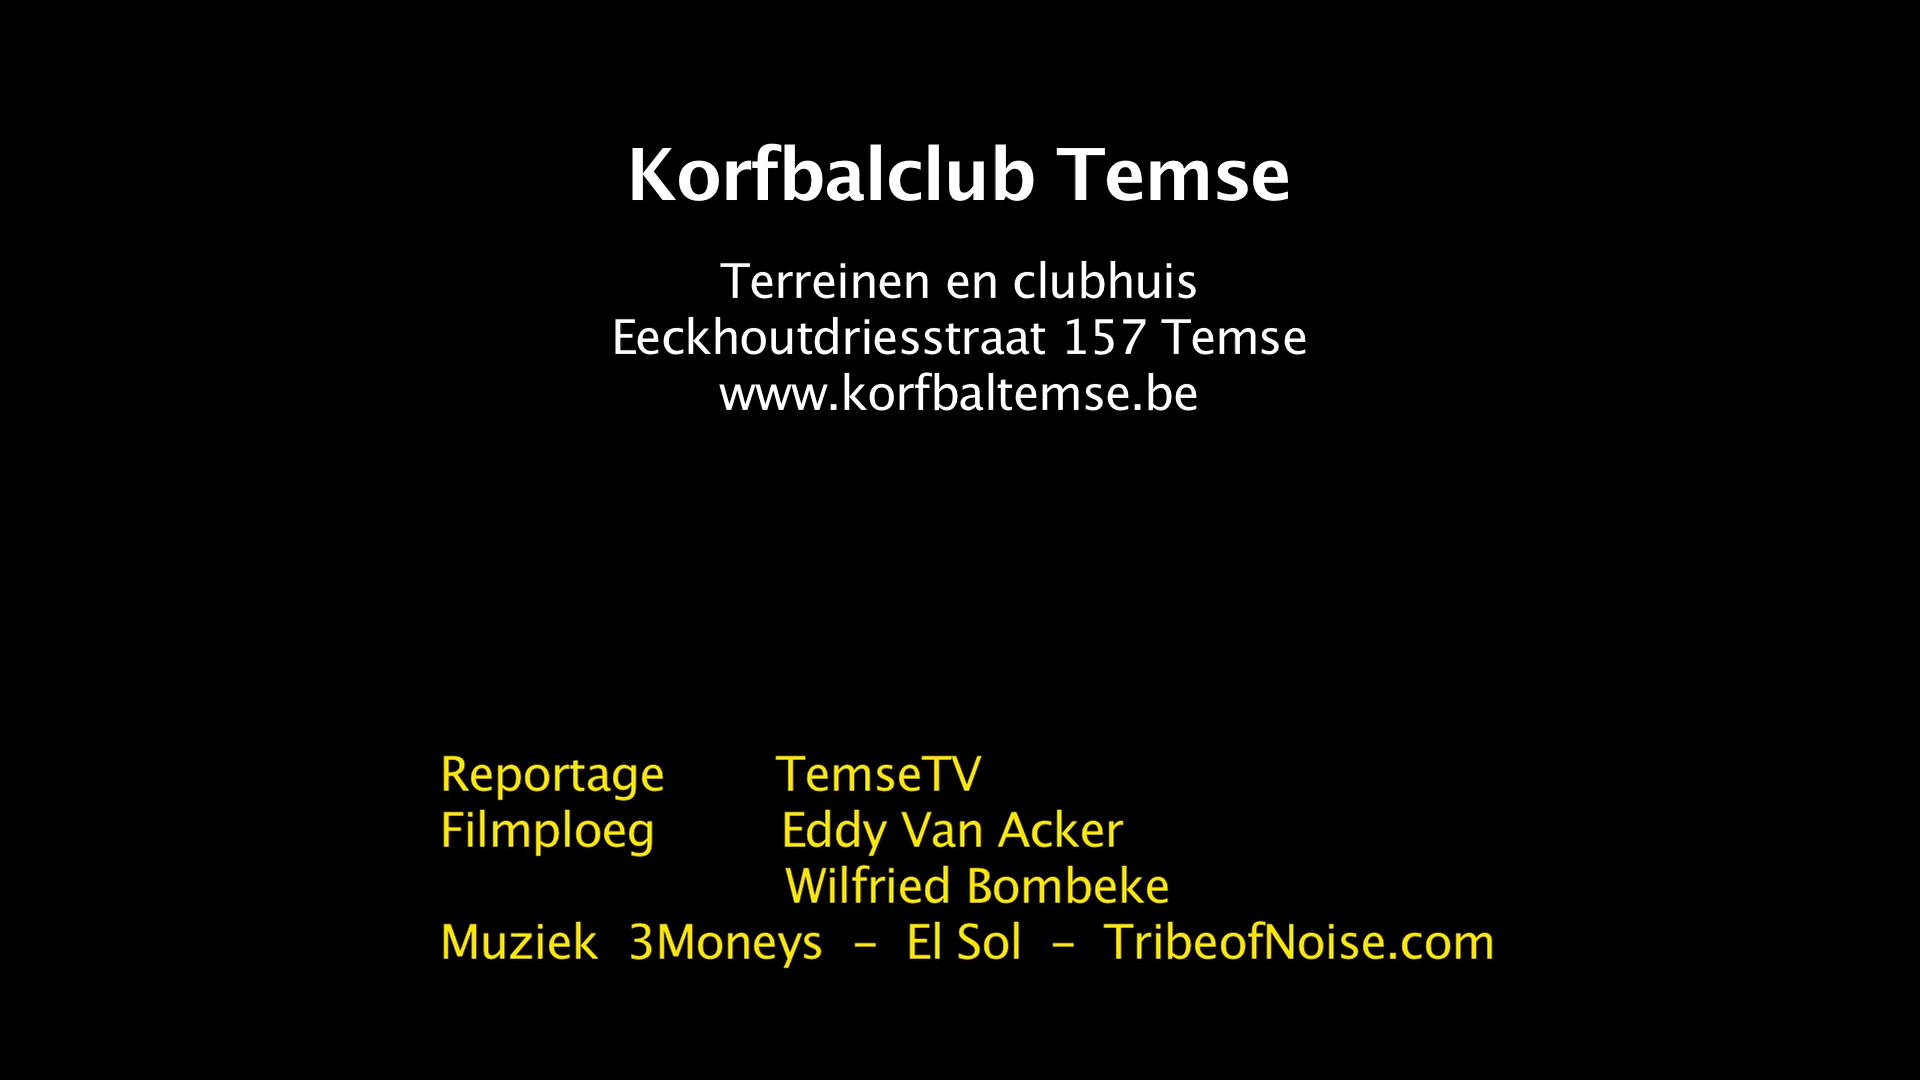 Korfbalclub Temse
Terreinen en clubhuis
Eeckhoutdriesstraat 157 Temse
www.korfbaltemse.be
Reportage TemseTV
Filmploeg Eddy Van Acker
Wilfried Bombeke
Muziek 3Moneys - El Sol - TribeofNoise.com